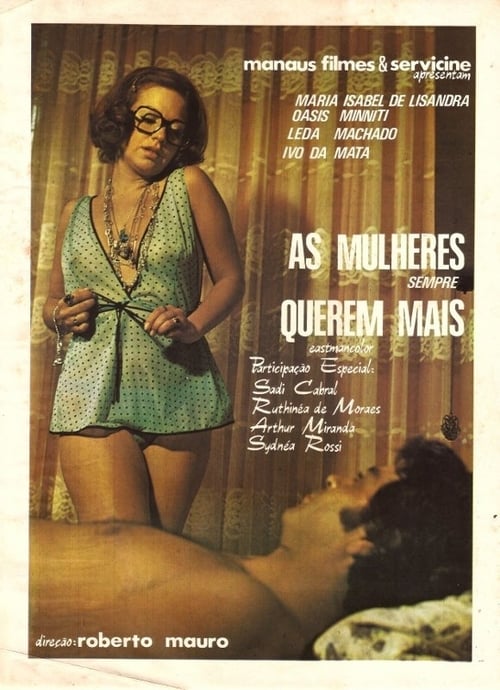 manaus filmes & servicine
apresentam
MARIA ISABEL DE LISANDRA
OASIS MINNITI
LEDA MACHADO
IVO DA MATA
AS MULHERES
SEMPRE
QUEREM MAIS
eastmancolor
Participação Especial:
Sadi Cabral
Ruthinéa de Moraes
Arthur Miranda
Sydnéa Rossi
direção: roberto mauro